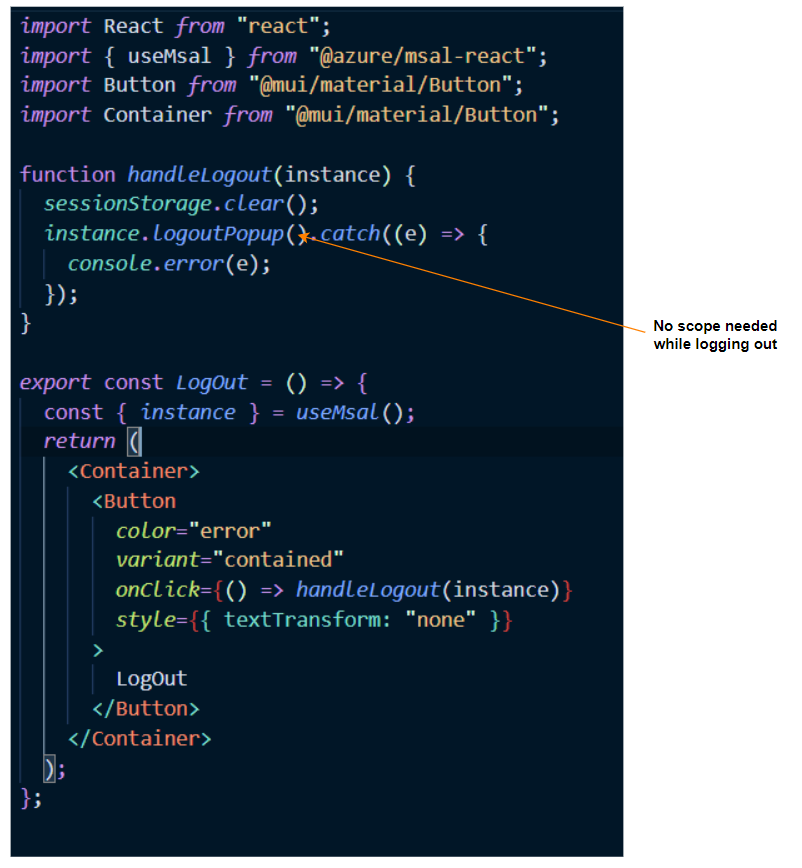 import React from "react";
import { useMsal } from "@azure/msal-react";
import Button from "@mui/material/Button";
import Container from "@mui/material/Button";
function handleLogout(instance) {
sessionStorage.clear();
instance.logoutPopup().catch((e) => {
console.error(e);
});
}
No scope needed
while logging out
export const LogOut = () => {
const { instance } = useMsal();
return (
<Container>
<Button
color="error"
variant="contained"
onClick={() => handleLogout(instance)}
style={{ textTransform: "none" }}
>
LogOut
</Button>
</Container>
);
};